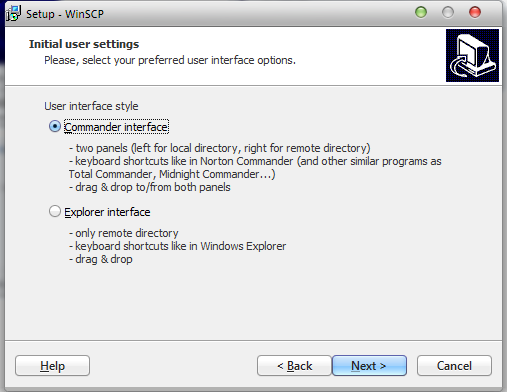 Setup - WinSCP
Initial user settings
Please, select your preferred user interface options.
User interface style
Commander interface
- two panels (left for local directory, right for remote directory)
- keyboard shortcuts like in Norton Commander (and other similar programs as
Total Commander, Midnight Commander...)
- drag & drop to/from both panels
Explorer interface
- only remote directory
- keyboard shortcuts like in Windows Explorer
- drag & drop
Help
< Back
Next >
Cancel